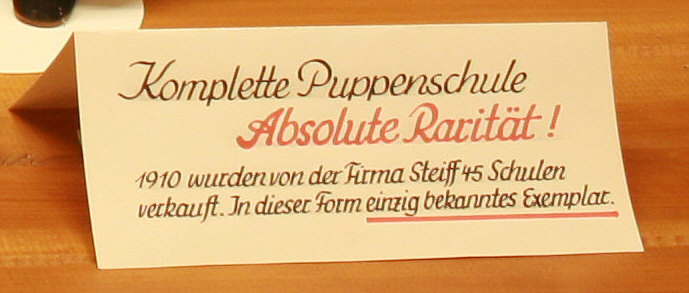 Komplette Puppenschule
Absolute Rarität!
1910 wurden von der Firma Steiff 45 Schulen
verkauft. In dieser Form einzig bekanntes Exemplar.